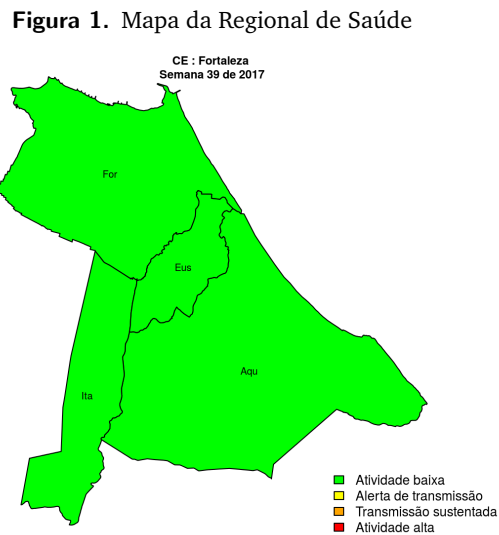 Figura 1. Mapa da Regional de Saúde
CE : Fortaleza
Semana 39 de 2017
For
Eus
Aqu
Ita
Atividade baixa
Alerta de transmissão
Transmissão sustentada
Atividade alta